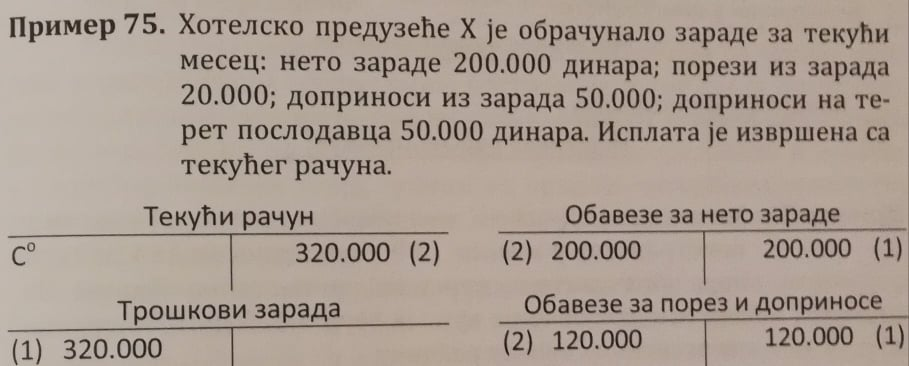 Пример 75. Хотелско предузеће X је обрачунало зараде за текући
месец: нето зараде 200.000 динара; порези из зарада
20.000; доприноси из зарада 50.000; доприноси на те-
рет послодавца 50.000 динара. Исплата је извршена са
текућег рачуна.
Текући рачун
С⁰ 320.000 (2)
Обавезе за нето зараде
(2) 200.000 200.000 (1)
Трошкови зарада
(1) 320.000
Обавезе за порез и доприносе
(2) 120.000 120.000 (1)